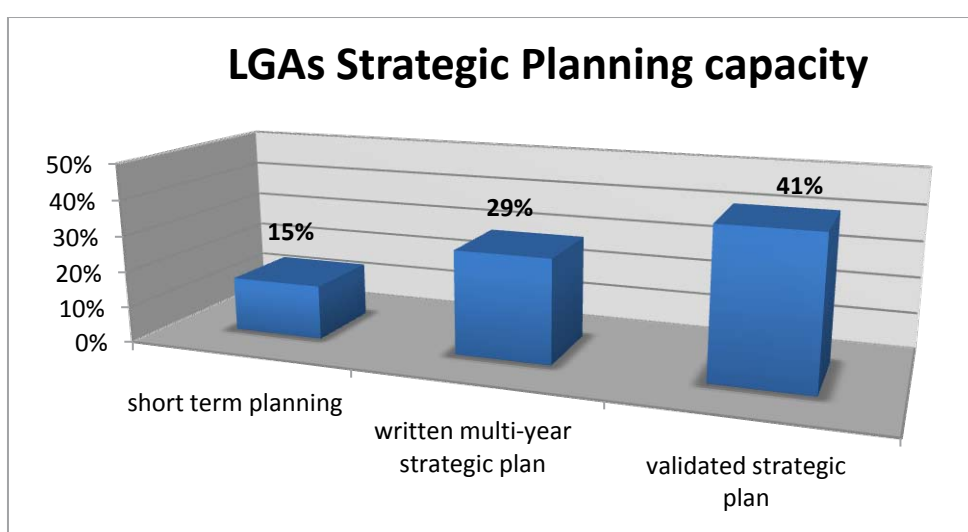 LGAs Strategic Planning capacity
50%
40%
30%
20%
10%
0%
15%
29%
41%
short term planning
written multi-year
strategic plan
validated strategic
plan